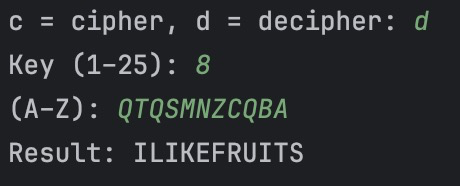 c = cipher, d = decipher: d
Key (1-25): 8
(A-Z): QTQSMNZCQBA
Result: ILIKEFRUITS